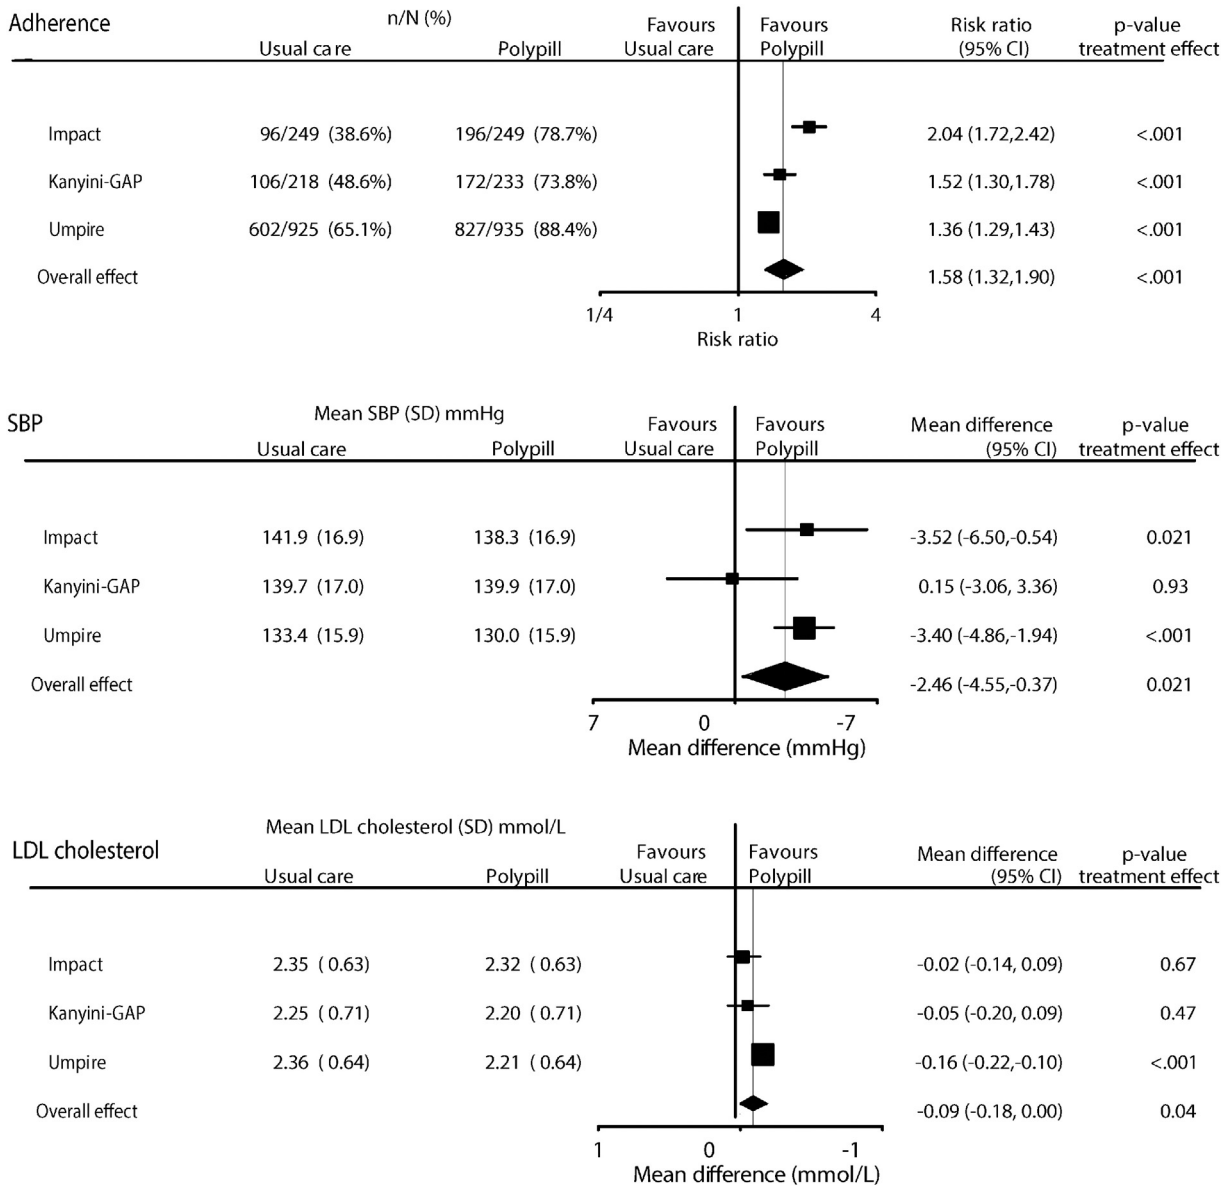 Adherence
n/N (%)
Favours Favours Risk ratio p-value
Usual care Polypill Usual care Polypill (95% CI) treatment effect
Impact 96/249 (38.6%) 196/249 (78.7%) 2.04 (1.72,2.42) <.001
Kanyini-GAP 106/218 (48.6%) 172/233 (73.8%) 1.52 (1.30,1.78) <.001
Umpire 602/925 (65.1%) 827/935 (88.4%) 1.36 (1.29,1.43) <.001
Overall effect 1.58 (1.32,1.90) <.001
1/4 1 4
Risk ratio
SBP
Mean SBP (SD) mmHg
Favours Favours Mean difference p-value
Usual care Polypill Usual care Polypill (95% CI) treatment effect
Impact 141.9 (16.9) 138.3 (16.9) -3.52 (-6.50,-0.54) 0.021
Kanyini-GAP 139.7 (17.0) 139.9 (17.0) 0.15 (-3.06, 3.36) 0.93
Umpire 133.4 (15.9) 130.0 (15.9) -3.40 (-4.86,-1.94) <.001
Overall effect -2.46 (-4.55,-0.37) 0.021
7 0 -7
Mean difference (mmHg)
Mean LDL cholesterol (SD) mmol/L
LDL cholesterol
Favours Favours Mean difference p-value
Usual care Polypill Usual care Polypill (95% CI) treatment effect
Impact 2.35 ( 0.63) 2.32 ( 0.63) -0.02 (-0.14, 0.09) 0.67
Kanyini-GAP 2.25 ( 0.71) 2.20 ( 0.71) -0.05 (-0.20, 0.09) 0.47
Umpire 2.36 ( 0.64) 2.21 ( 0.64) -0.16 (-0.22,-0.10) <.001
Overall effect -0.09 (-0.18, 0.00) 0.04
1 0 -1
Mean difference (mmol/L)